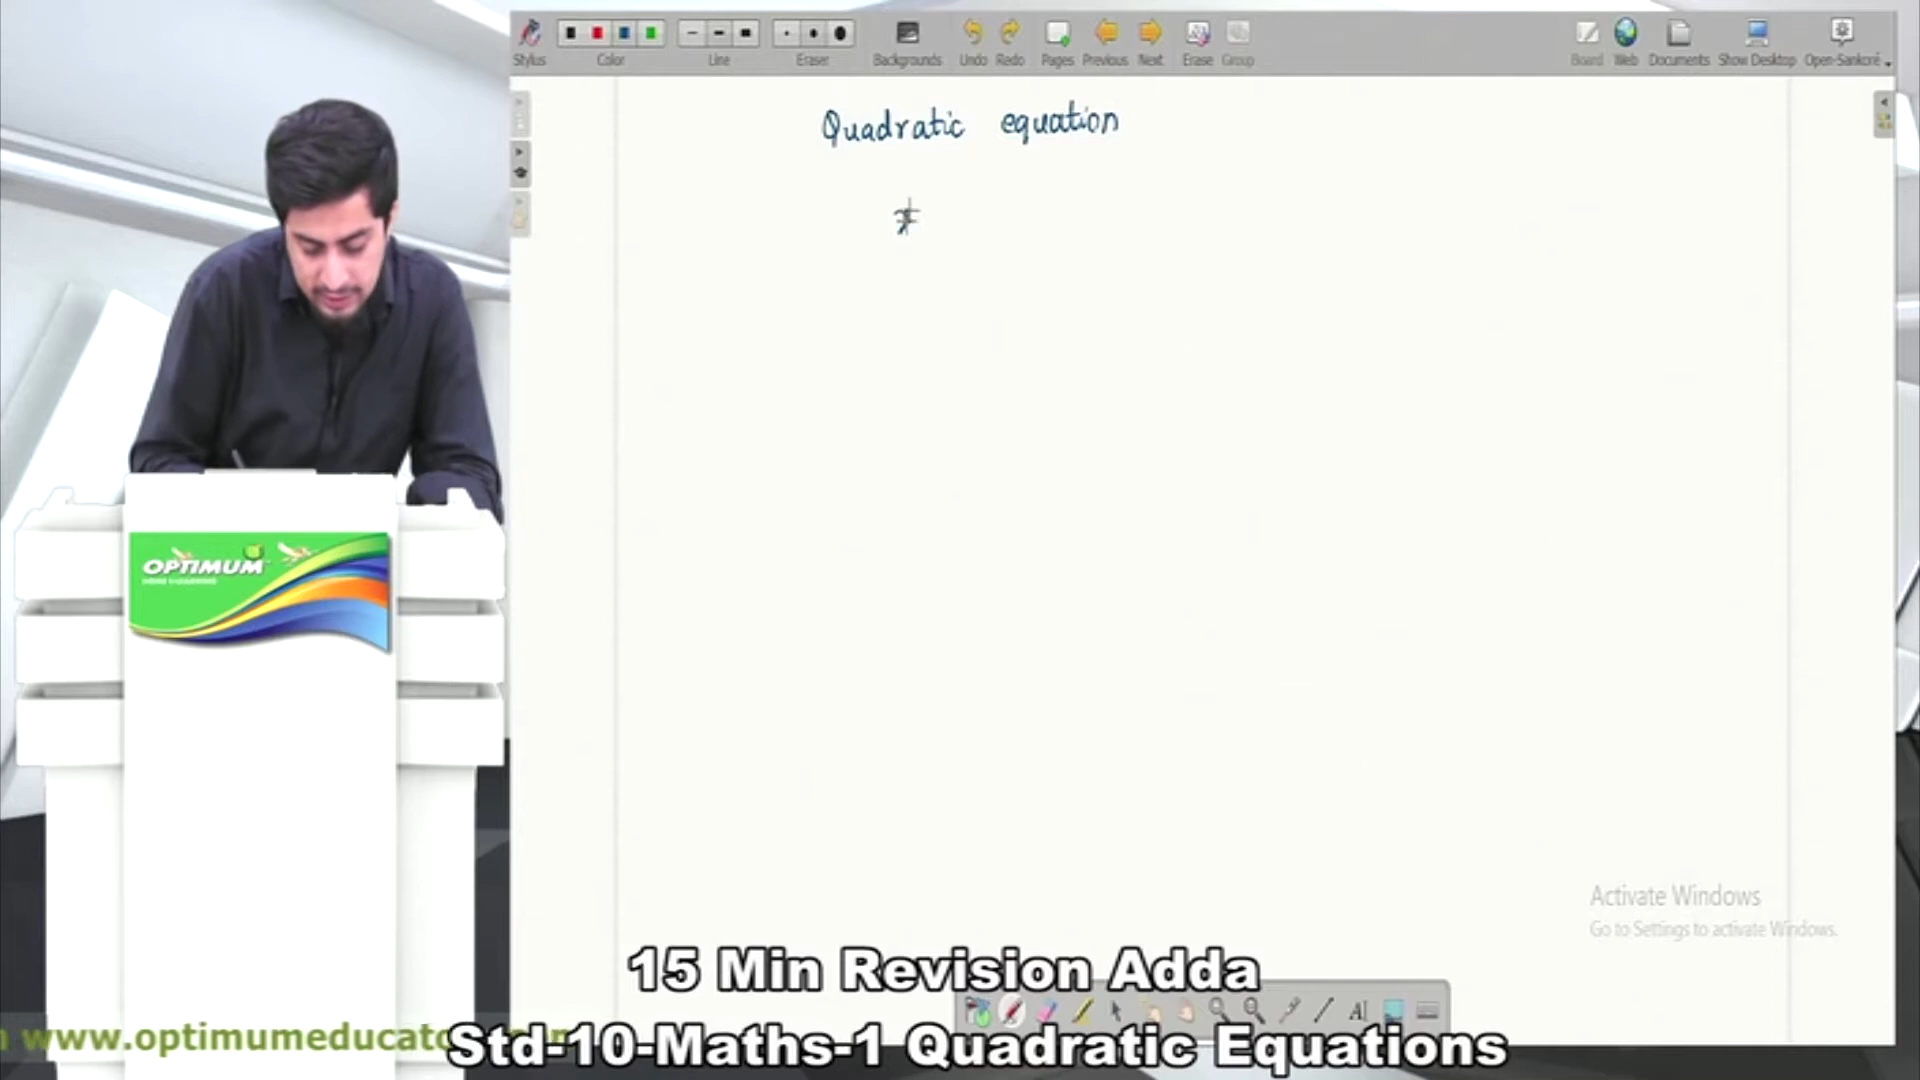 Stylus Color Line Eraser Backgrounds Undo Redo Pages Previous Next Erase Group Board Web Documents Show Desktop Open-Sankoré
Quadratic equation
OPTIMUM
Activate Windows
Go to Settings to activate Windows.
15 Min Revision Adda
www.optimumeducato
Std-10-Maths-1 Quadratic Equations